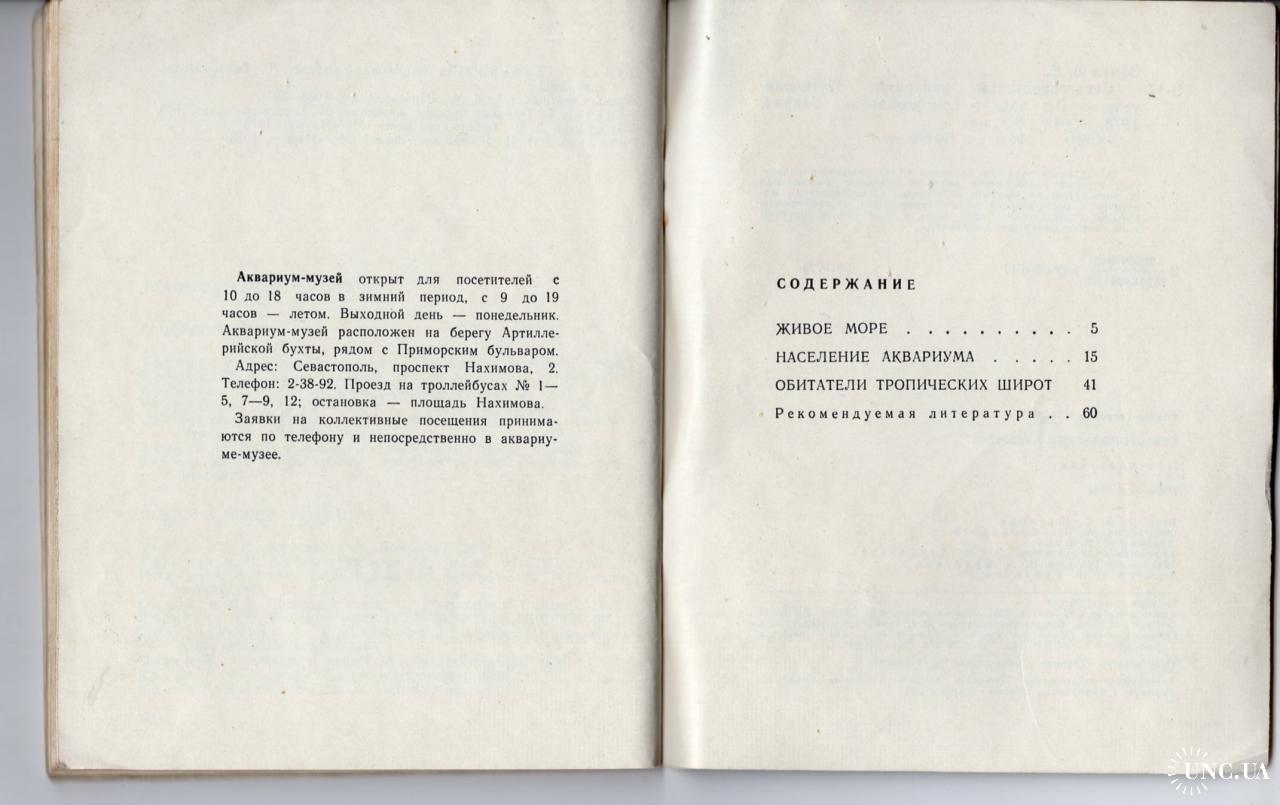 Аквариум-музей открыт для посетителей с
10 до 18 часов в зимний период, с 9 до 19
часов — летом. Выходной день — понедельник.
Аквариум-музей расположен на берегу Артилле-
рийской бухты, рядом с Приморским бульваром.
Адрес: Севастополь, проспект Нахимова, 2.
Телефон: 2-38-92. Проезд на троллейбусах № 1—
5, 7—9, 12; остановка — площадь Нахимова.
Заявки на коллективные посещения принима-
ются по телефону и непосредственно в аквариу-
ме-музее.
СОДЕРЖАНИЕ
ЖИВОЕ МОРЕ . . . . . . . . . . 5
НАСЕЛЕНИЕ АКВАРИУМА . . . . . 15
ОБИТАТЕЛИ ТРОПИЧЕСКИХ ШИРОТ 41
Рекомендуемая литература . . 60
UNC.UA